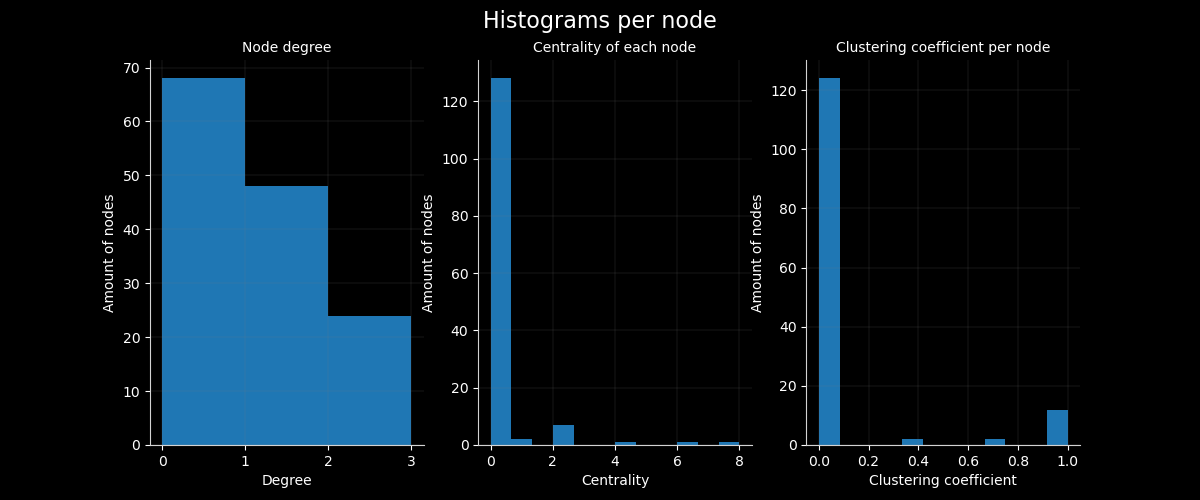 Histograms per node
Node degree
Amount of nodes
70
60
50
40
30
20
10
0
0 1 2 3
Degree
Centrality of each node
Amount of nodes
120
100
80
60
40
20
0
0 2 4 6 8
Centrality
Clustering coefficient per node
Amount of nodes
120
100
80
60
40
20
0
0.0 0.2 0.4 0.6 0.8 1.0
Clustering coefficient